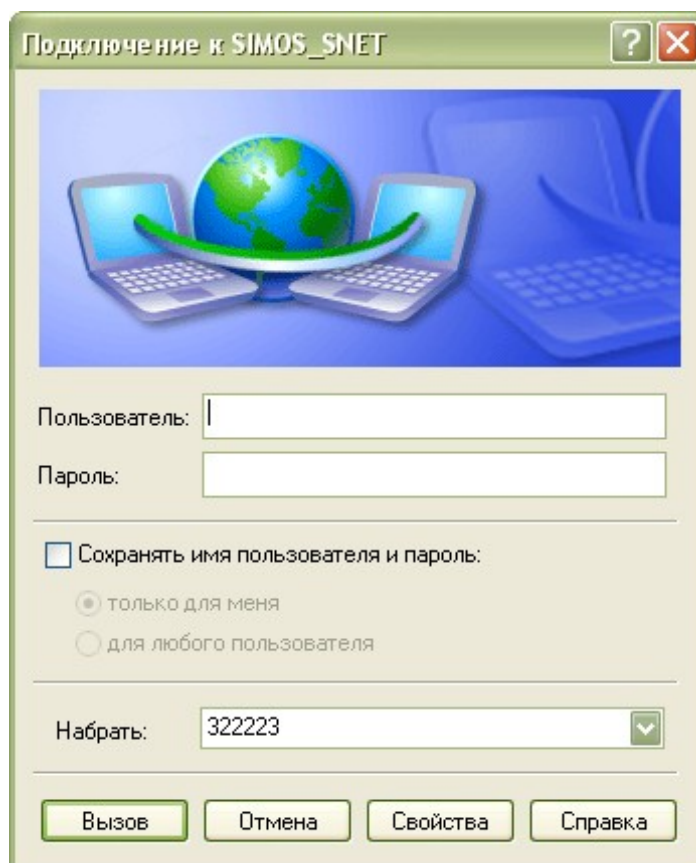 Подключение к SIMOS_SNET
Пользователь:
Пароль:
Сохранять имя пользователя и пароль:
только для меня
для любого пользователя
Набрать: 322223
Вызов Отмена Свойства Справка